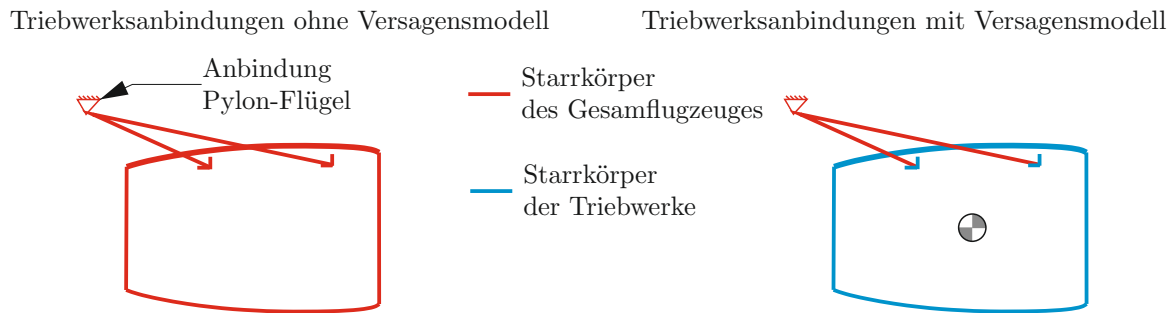 Triebwerksanbindungen ohne Versagensmodell
Triebwerksanbindungen mit Versagensmodell
Anbindung
Pylon-Flügel
Starrkörper
des Gesamflugzeuges
Starrkörper
der Triebwerke